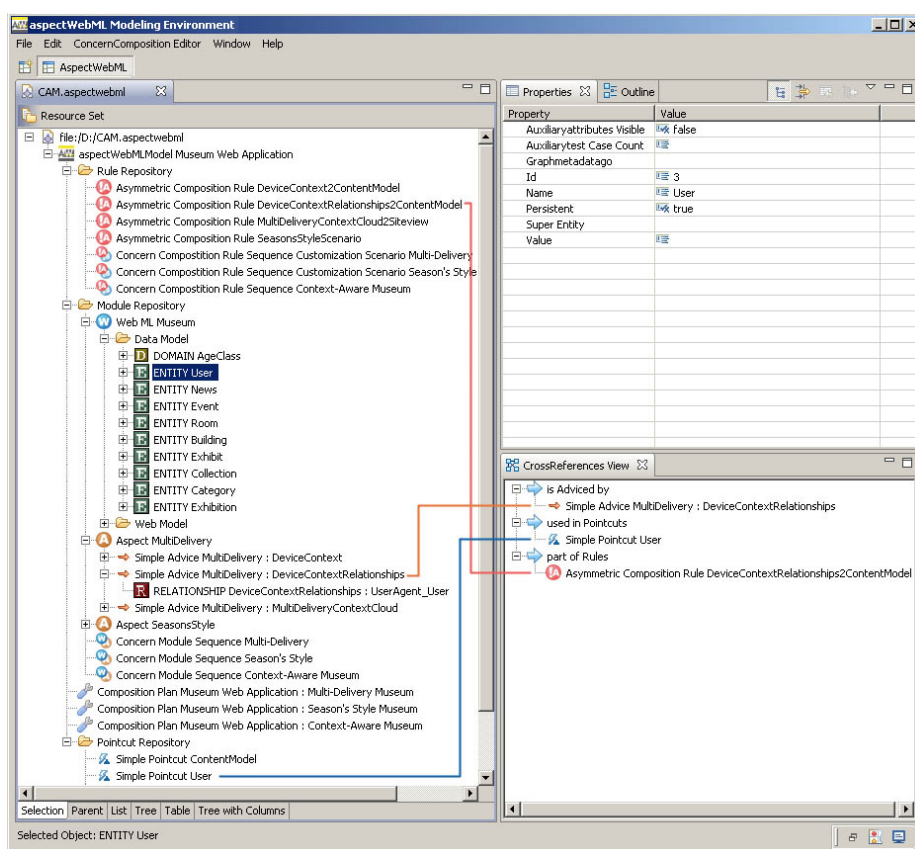 aspectWebML Modeling Environment
File Edit ConcernComposition Editor Window Help
AspectWebML
CAM.aspectwebml
Resource Set
file:/D:/CAM.aspectwebml
aspectWebMLModel Museum Web Application
Rule Repository
Asymmetric Composition Rule DeviceContext2ContentModel
Asymmetric Composition Rule DeviceContextRelationships2ContentModel
Asymmetric Composition Rule MultiDeliveryContextCloud2Siteview
Asymmetric Composition Rule SeasonsStyleScenario
Concern Compostition Rule Sequence Customization Scenario Multi-Delivery
Concern Compostition Rule Sequence Customization Scenario Season's Style
Concern Compostition Rule Sequence Context-Aware Museum
Module Repository
Web ML Museum
Data Model
D DOMAIN AgeClass
E ENTITY User
E ENTITY News
E ENTITY Event
E ENTITY Room
E ENTITY Building
E ENTITY Exhibit
E ENTITY Collection
E ENTITY Category
E ENTITY Exhibition
Web Model
Aspect MultiDelivery
Simple Advice MultiDelivery : DeviceContext
Simple Advice MultiDelivery : DeviceContextRelationships
R RELATIONSHIP DeviceContextRelationships : UserAgent_User
Simple Advice MultiDelivery : MultiDeliveryContextCloud
Aspect SeasonsStyle
Concern Module Sequence Multi-Delivery
Concern Module Sequence Season's Style
Concern Module Sequence Context-Aware Museum
Composition Plan Museum Web Application : Multi-Delivery Museum
Composition Plan Museum Web Application : Season's Style Museum
Composition Plan Museum Web Application : Context-Aware Museum
Pointcut Repository
Simple Pointcut ContentModel
Simple Pointcut User
Selection Parent List Tree Table Tree with Columns
Selected Object: ENTITY User
Properties Outline
Property Value
Auxiliaryattributes Visible false
Auxiliarytest Case Count
Graphmetadatago
Id 3
Name User
Persistent true
Super Entity
Value
CrossReferences View
is Adviced by
Simple Advice MultiDelivery : DeviceContextRelationships
used in Pointcuts
Simple Pointcut User
part of Rules
Asymmetric Composition Rule DeviceContextRelationships2ContentModel